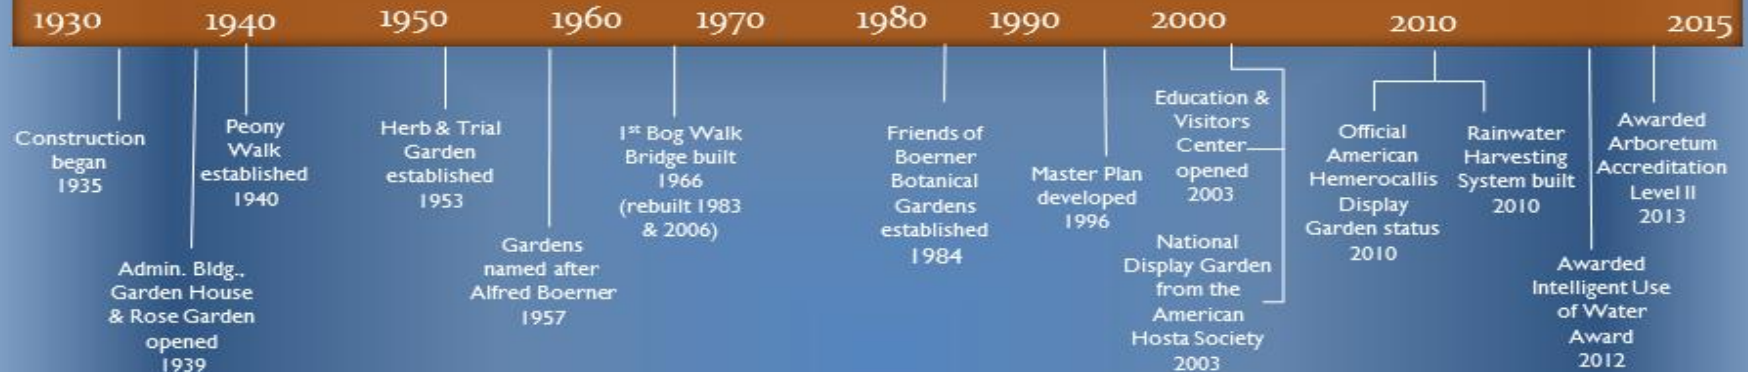 1930 1940 1950 1960 1970 1980 1990 2000 2010 2015
Construction
began
1935
Admin. Bldg.,
Garden House
& Rose Garden
opened
1939
Peony
Walk
established
1940
Herb & Trial
Garden
established
1953
Gardens
named after
Alfred Boerner
1957
1st Bog Walk
Bridge built
1966
(rebuilt 1983
& 2006)
Friends of
Boerner
Botanical
Gardens
established
1984
Master Plan
developed
1996
Education &
Visitors
Center
opened
2003
National
Display Garden
from the
American
Hosta Society
2003
Official
American
Hemerocallis
Display
Garden status
2010
Rainwater
Harvesting
System built
2010
Awarded
Intelligent Use
of Water
Award
2012
Awarded
Arboretum
Accreditation
Level II
2013